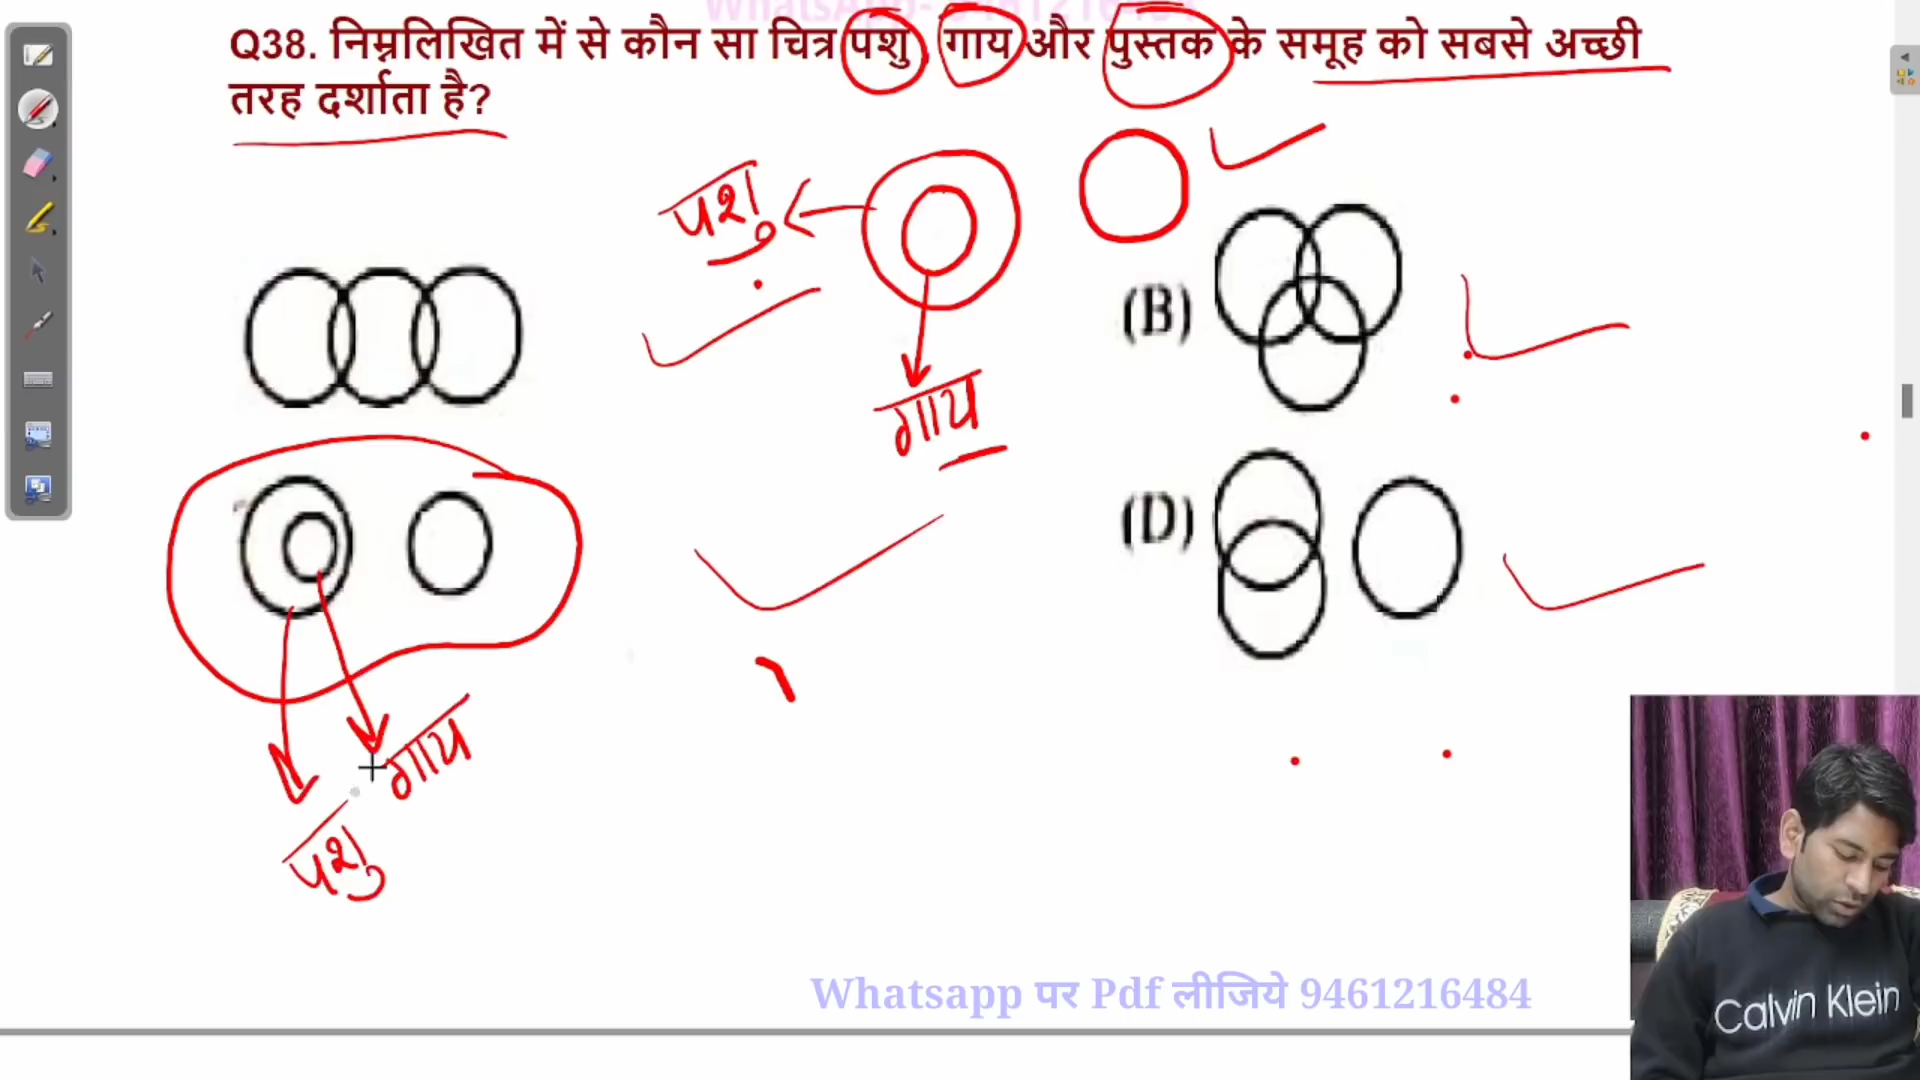 Q38. निम्नलिखित में से कौन सा चित्र पशु, गाय और पुस्तक के समूह को सबसे अच्छी
तरह दर्शाता है?
पशु
गाय
(B)
(D)
गाय
पशु
Whatsapp पर Pdf लीजिये 9461216484
Calvin Klein